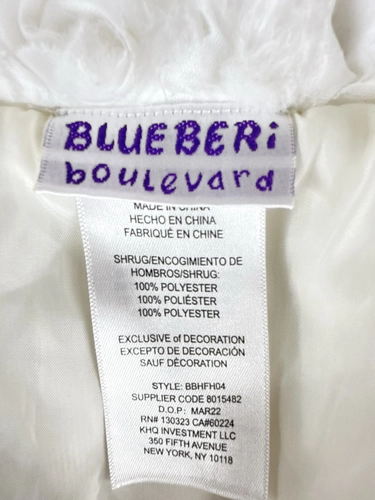 BLUEBERi
boulevard
MADE IN CHINA
HECHO EN CHINA
FABRIQUÉ EN CHINE
SHRUG/ENCOGIMIENTO DE
HOMBROS/SHRUG:
100% POLYESTER
100% POLIÉSTER
100% POLYESTER
EXCLUSIVE of DECORATION
EXCEPTO DE DECORACIÓN
SAUF DÉCORATION
STYLE: BBHFH04
SUPPLIER CODE 8015482
D.O.P: MAR22
RN# 130323 CA#60224
KHQ INVESTMENT LLC
350 FIFTH AVENUE
NEW YORK, NY 10118